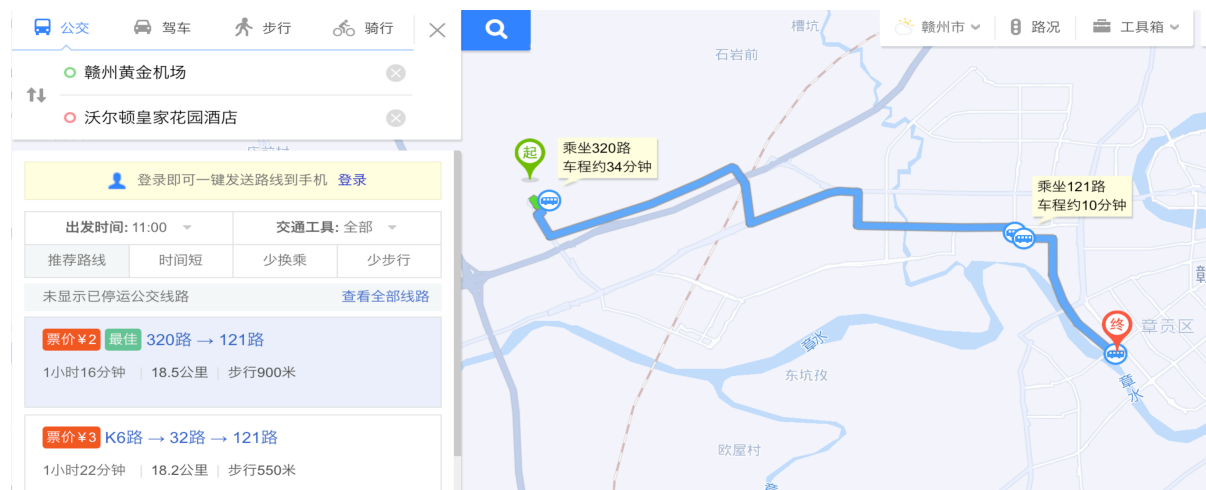 公交 驾车 步行 骑行
赣州黄金机场
沃尔顿皇家花园酒店
登录即可一键发送路线到手机 登录
出发时间: 11:00 交通工具: 全部
推荐路线 时间短 少换乘 少步行
未显示已停运公交线路 查看全部线路
票价¥2 最佳 320路 → 121路
1小时16分钟 | 18.5公里 | 步行900米
票价¥3 K6路 → 32路 → 121路
1小时22分钟 | 18.2公里 | 步行550米
赣州市 路况 工具箱
槽坑
石岩前
起
乘坐320路
车程约34分钟
乘坐121路
车程约10分钟
终
章贡区
章水
章水
东坑孜
欧屋村